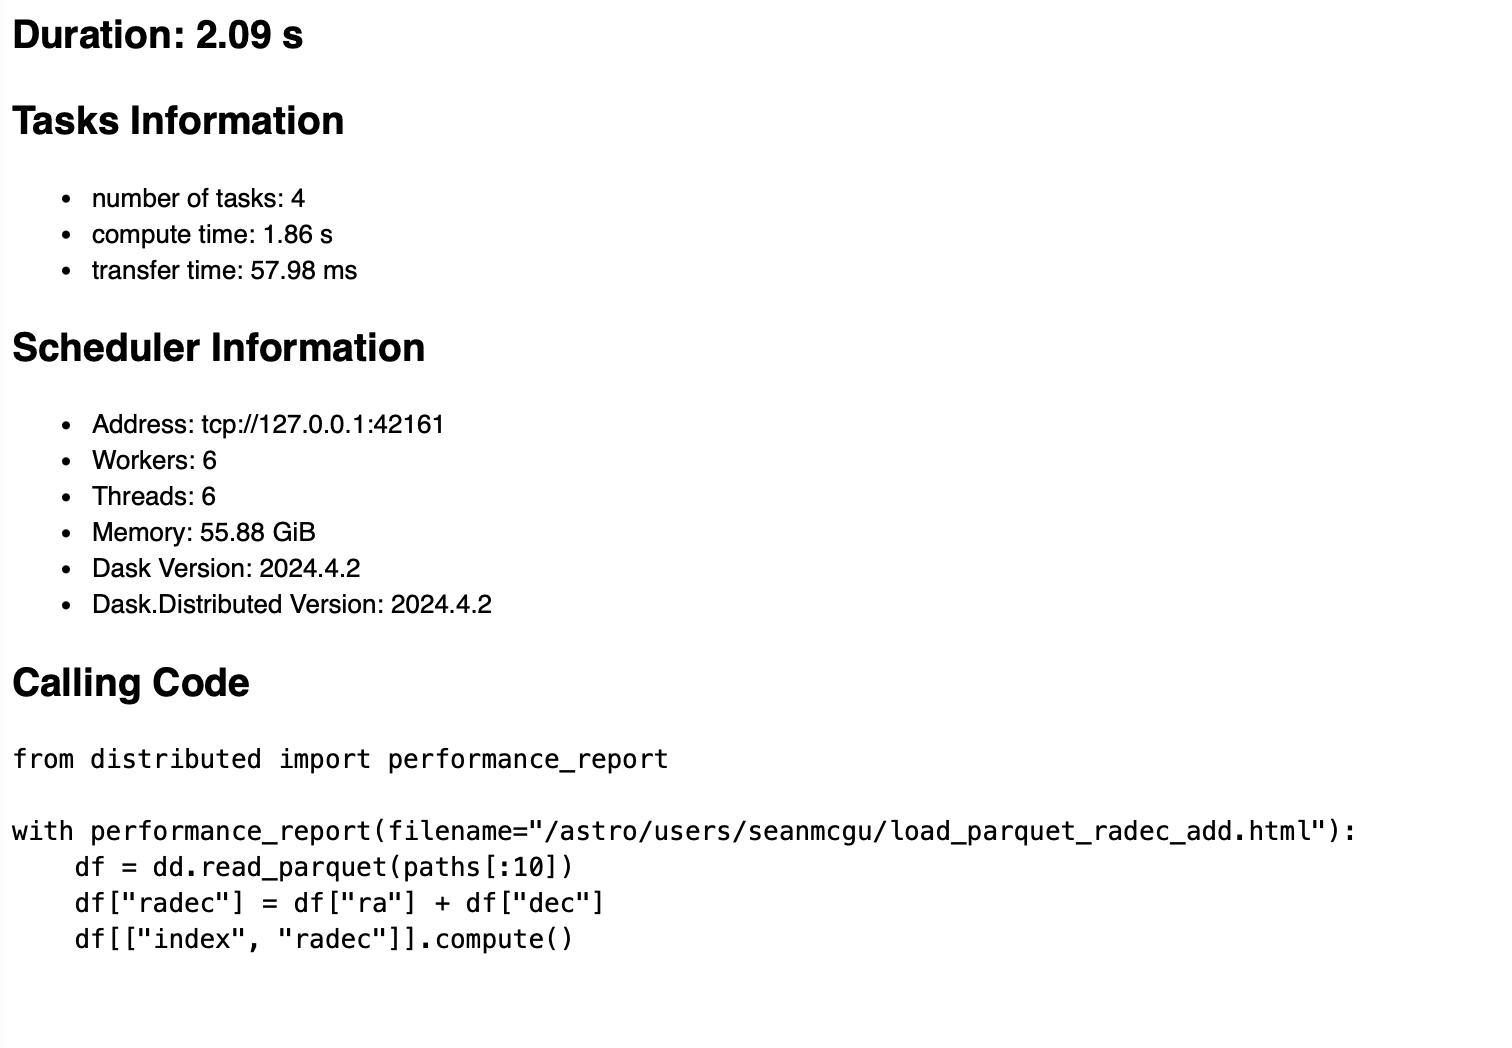 Duration: 2.09 s
Tasks Information
• number of tasks: 4
• compute time: 1.86 s
• transfer time: 57.98 ms
Scheduler Information
• Address: tcp://127.0.0.1:42161
• Workers: 6
• Threads: 6
• Memory: 55.88 GiB
• Dask Version: 2024.4.2
• Dask.Distributed Version: 2024.4.2
Calling Code
from distributed import performance_report
with performance_report(filename="/astro/users/seanmcgu/load_parquet_radec_add.html"):
    df = dd.read_parquet(paths[:10])
    df["radec"] = df["ra"] + df["dec"]
    df[["index", "radec"]].compute()